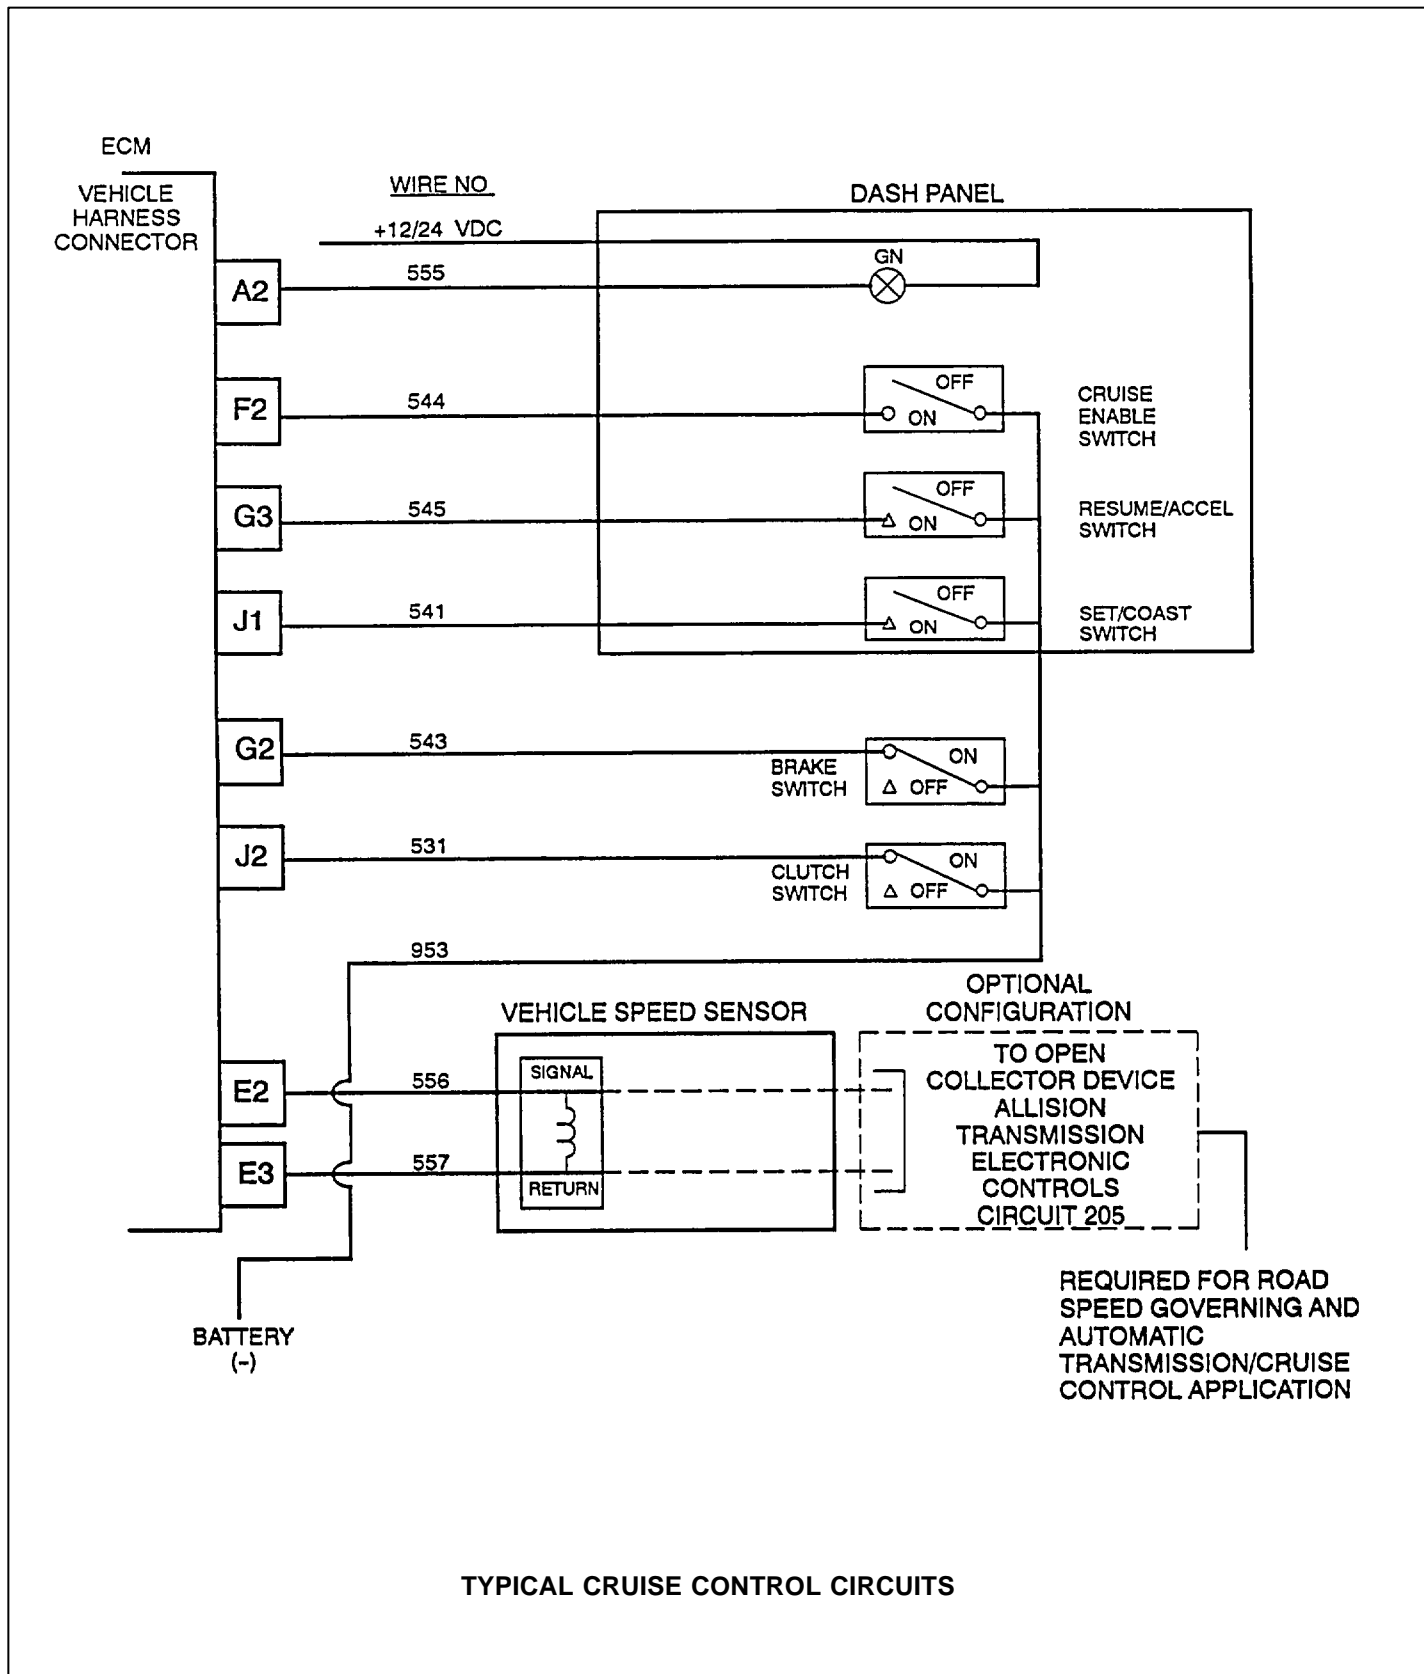 ECM
VEHICLE
HARNESS
CONNECTOR
WIRE NO
DASH PANEL
+12/24 VDC
GN
A2
555
F2
544
OFF
ON
CRUISE
ENABLE
SWITCH
G3
545
OFF
ON
RESUME/ACCEL
SWITCH
J1
541
OFF
ON
SET/COAST
SWITCH
G2
543
BRAKE
SWITCH
ON
Δ OFF
J2
531
CLUTCH
SWITCH
ON
Δ OFF
953
VEHICLE SPEED SENSOR
OPTIONAL
CONFIGURATION
E2
556
SIGNAL
E3
557
RETURN
TO OPEN
COLLECTOR DEVICE
ALLISION
TRANSMISSION
ELECTRONIC
CONTROLS
CIRCUIT 205
BATTERY
(-)
REQUIRED FOR ROAD
SPEED GOVERNING AND
AUTOMATIC
TRANSMISSION/CRUISE
CONTROL APPLICATION
TYPICAL CRUISE CONTROL CIRCUITS